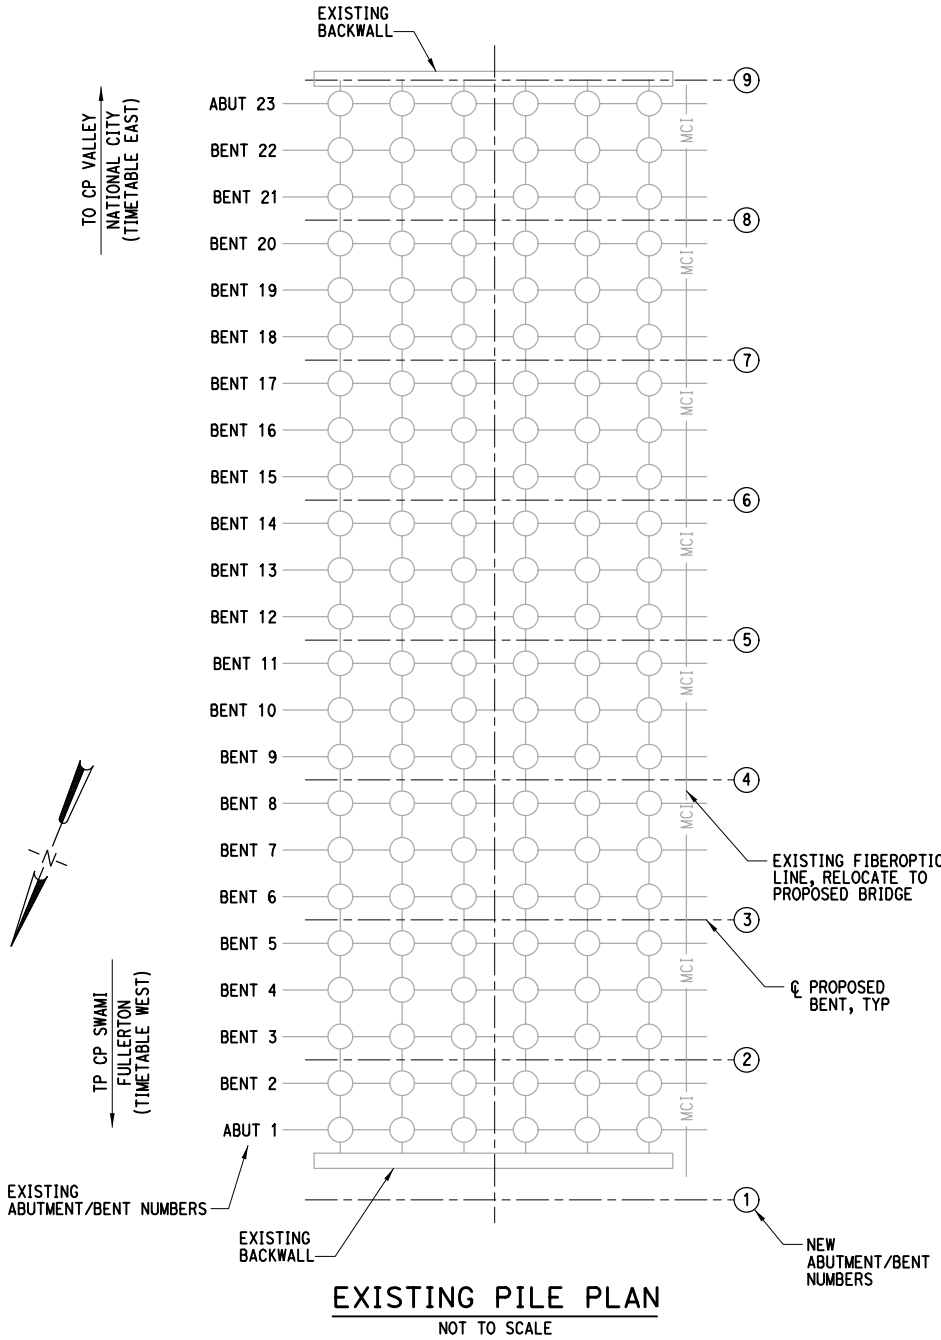 EXISTING
BACKWALL
9
TO CP VALLEY
NATIONAL CITY
(TIMETABLE EAST)
ABUT 23
MCI
BENT 22
BENT 21
8
BENT 20
MCI
BENT 19
BENT 18
7
BENT 17
MCI
BENT 16
BENT 15
6
BENT 14
MCI
BENT 13
BENT 12
5
BENT 11
MCI
BENT 10
BENT 9
4
BENT 8
MCI
BENT 7
N
EXISTING FIBEROPTIC
LINE, RELOCATE TO
PROPOSED BRIDGE
BENT 6
3
BENT 5
MCI
BENT 4
℄ PROPOSED
BENT, TYP
TP CP SWAMI
FULLERTON
(TIMETABLE WEST)
BENT 3
2
BENT 2
MCI
ABUT 1
EXISTING
ABUTMENT/BENT NUMBERS
1
EXISTING
BACKWALL
NEW
ABUTMENT/BENT
NUMBERS
EXISTING PILE PLAN
NOT TO SCALE